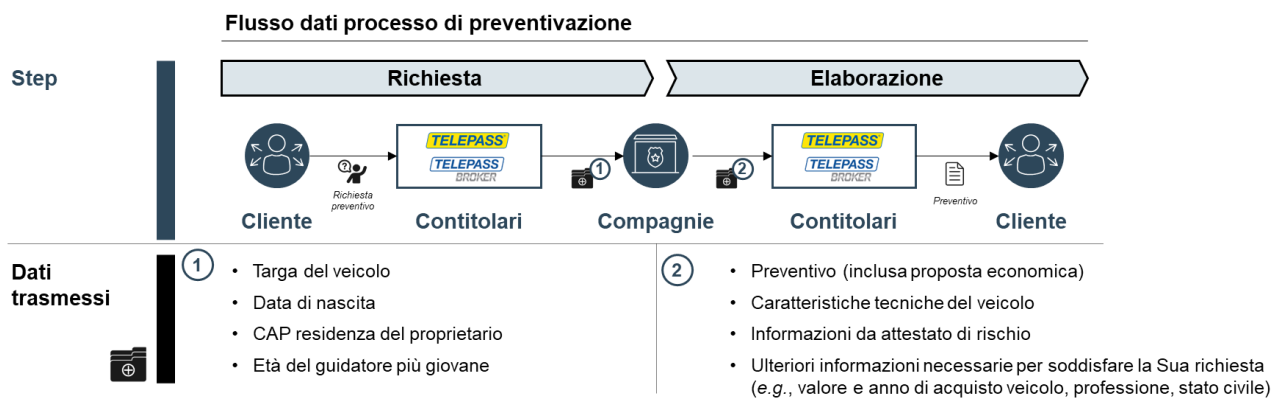 Flusso dati processo di preventivazione
Step
Richiesta
Elaborazione
TELEPASS
TELEPASS
BROKER
TELEPASS
TELEPASS
BROKER
1
2
?
Richiesta
preventivo
Preventivo
Cliente
Contitolari
Compagnie
Contitolari
Cliente
Dati
trasmessi
1
• Targa del veicolo
• Data di nascita
• CAP residenza del proprietario
• Età del guidatore più giovane
2
• Preventivo (inclusa proposta economica)
• Caratteristiche tecniche del veicolo
• Informazioni da attestato di rischio
• Ulteriori informazioni necessarie per soddisfare la Sua richiesta
(e.g., valore e anno di acquisto veicolo, professione, stato civile)